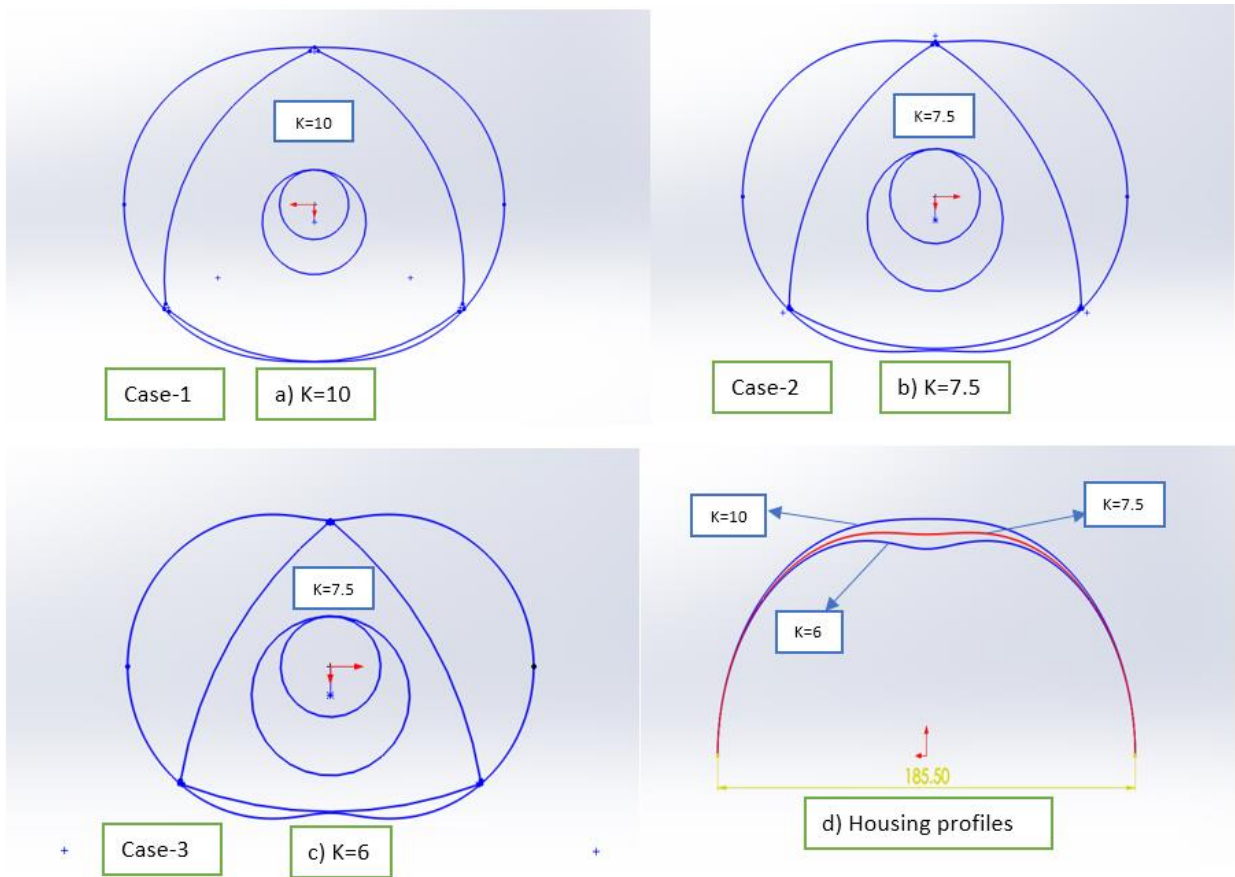 K=10
Case-1
a) K=10
K=7.5
Case-2
b) K=7.5
K=7.5
Case-3
c) K=6
K=10
K=7.5
K=6
185.50
d) Housing profiles